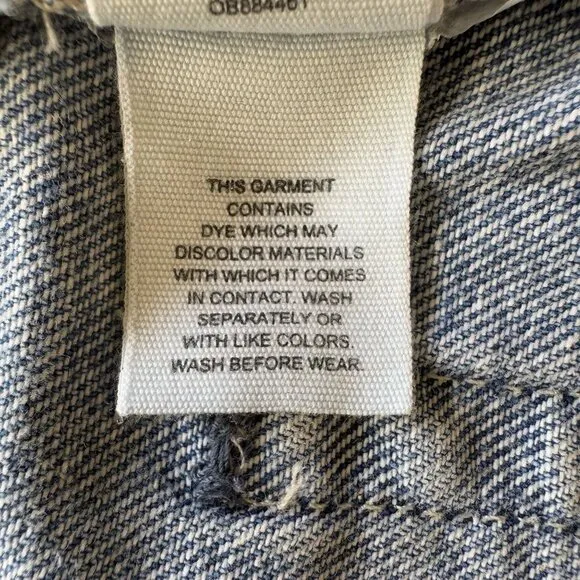 OB884461
THIS GARMENT
CONTAINS
DYE WHICH MAY
DISCOLOR MATERIALS
WITH WHICH IT COMES
IN CONTACT. WASH
SEPARATELY OR
WITH LIKE COLORS.
WASH BEFORE WEAR.